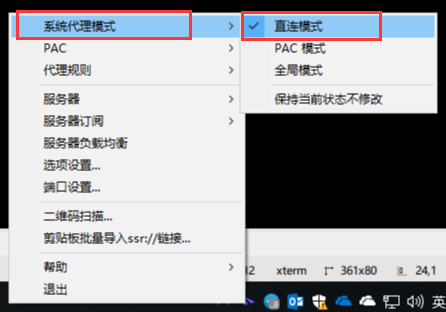 系统代理模式
PAC
代理规则
服务器
服务器订阅
服务器负载均衡
选项设置...
端口设置...
二维码扫描...
剪贴板批量导入ssr://链接...
帮助
退出
直连模式
PAC 模式
全局模式
保持当前状态不修改
12 xterm 361x80 24,1
英